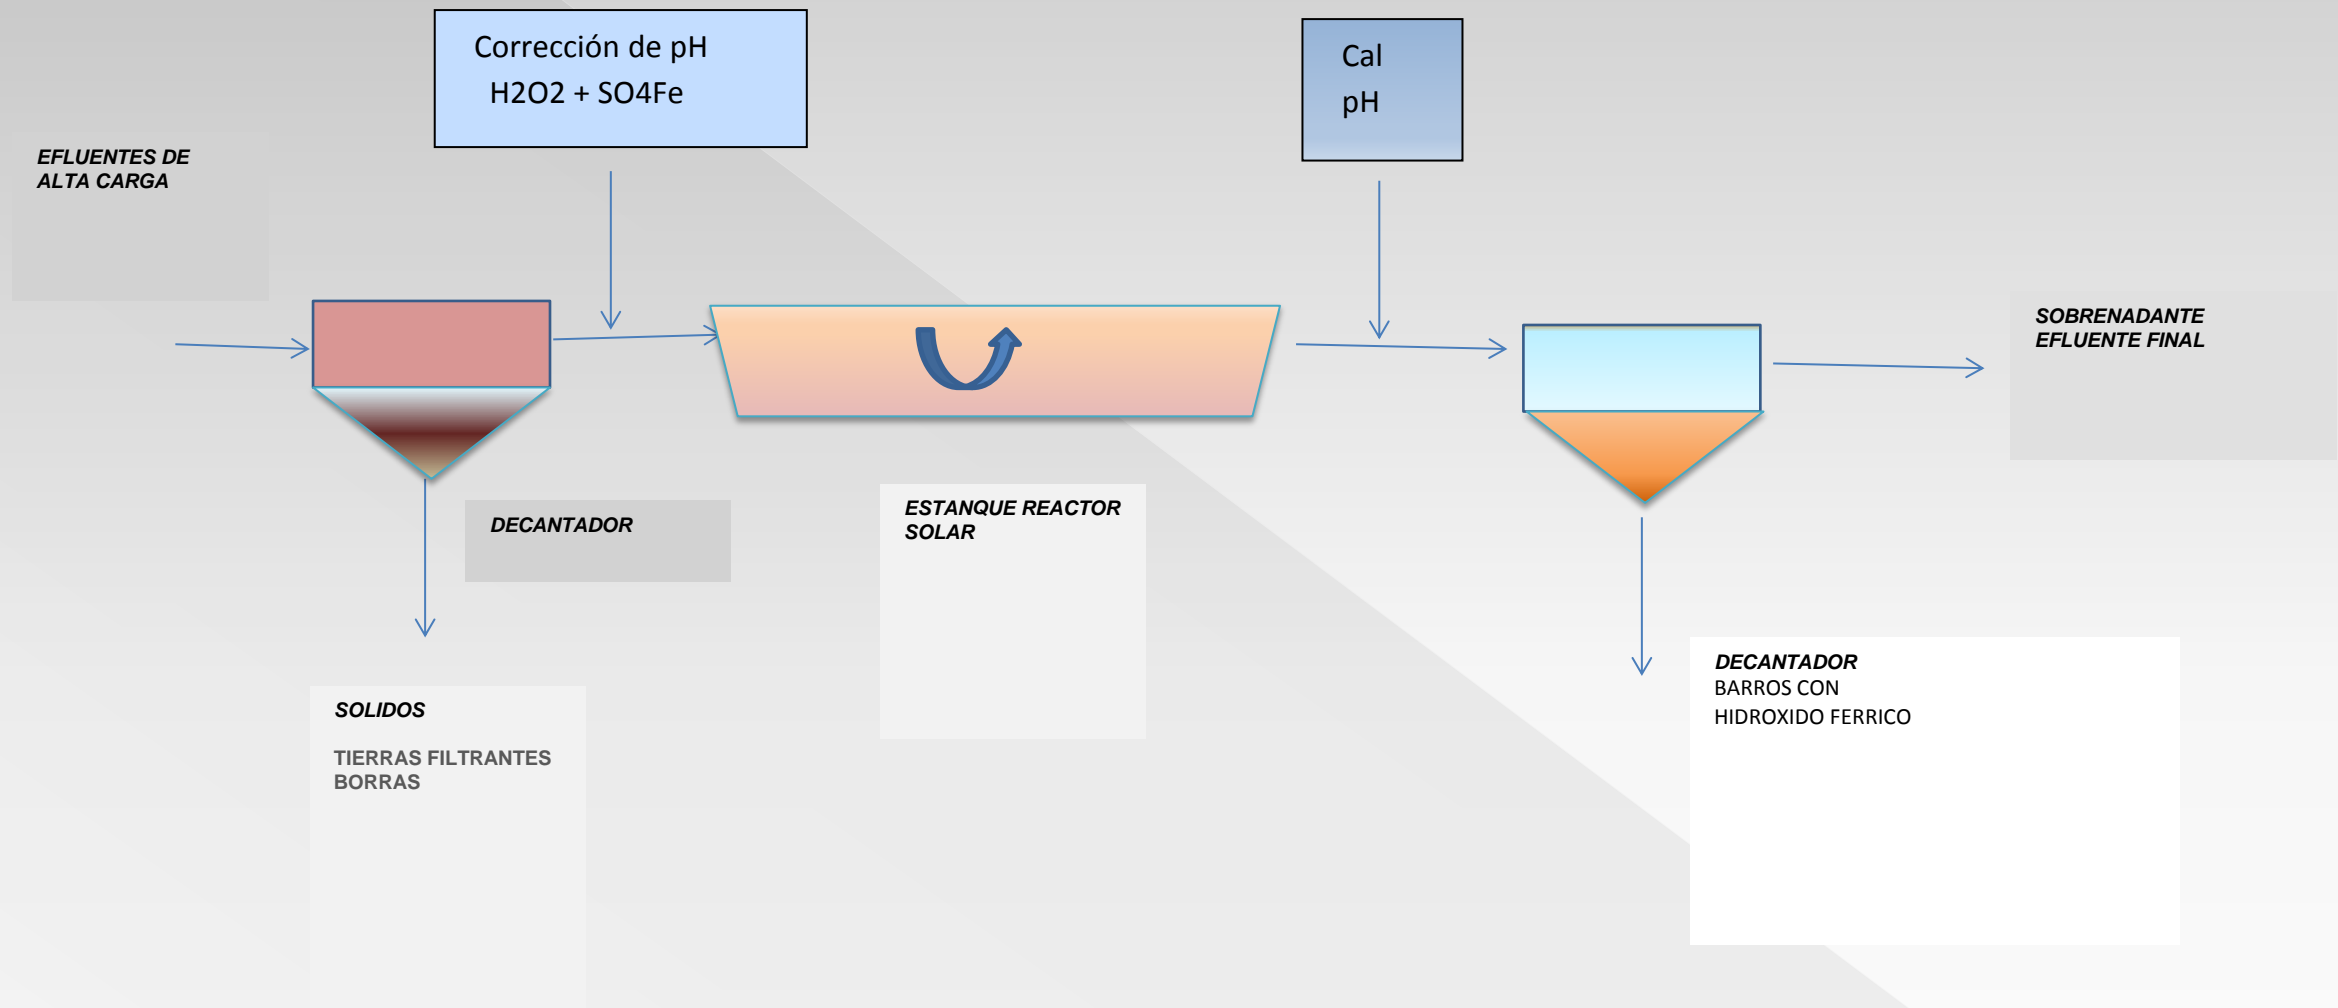 Corrección de pH
H2O2 + SO4Fe
Cal
pH
EFLUENTES DE
ALTA CARGA
SOBRENADANTE
EFLUENTE FINAL
DECANTADOR
ESTANQUE REACTOR
SOLAR
SOLIDOS
TIERRAS FILTRANTES
BORRAS
DECANTADOR
BARROS CON
HIDROXIDO FERRICO